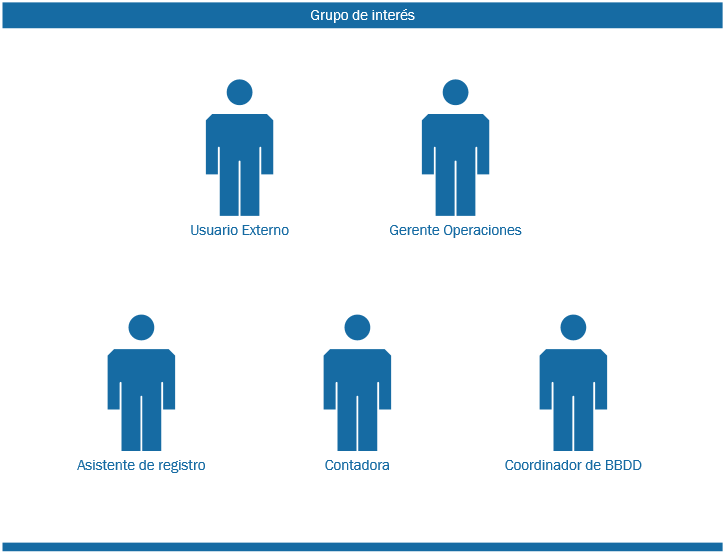 Grupo de interés
Usuario Externo
Gerente Operaciones
Asistente de registro
Contadora
Coordinador de BBDD